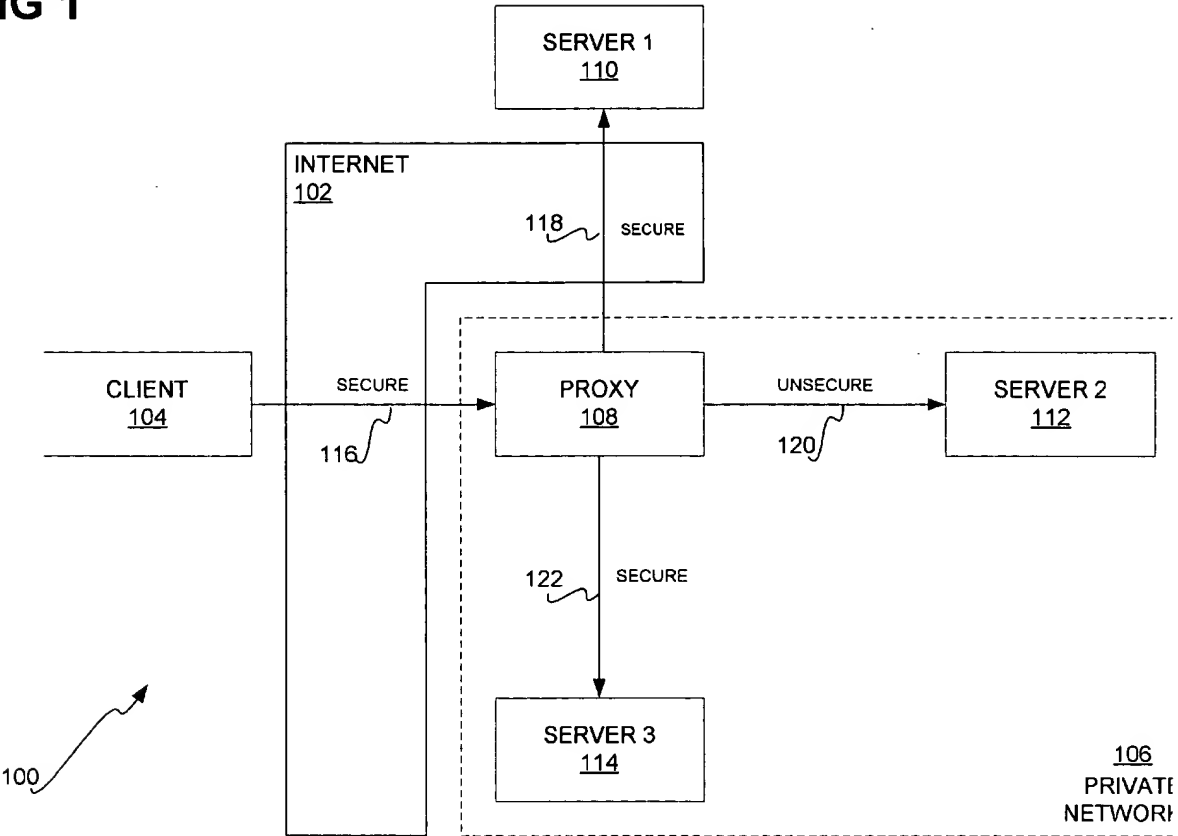 IG 1
SERVER 1
110
INTERNET
102
118
SECURE
CLIENT
104
SECURE
116
PROXY
108
UNSECURE
120
SERVER 2
112
122
SECURE
SERVER 3
114
100
106
PRIVATE
NETWORK